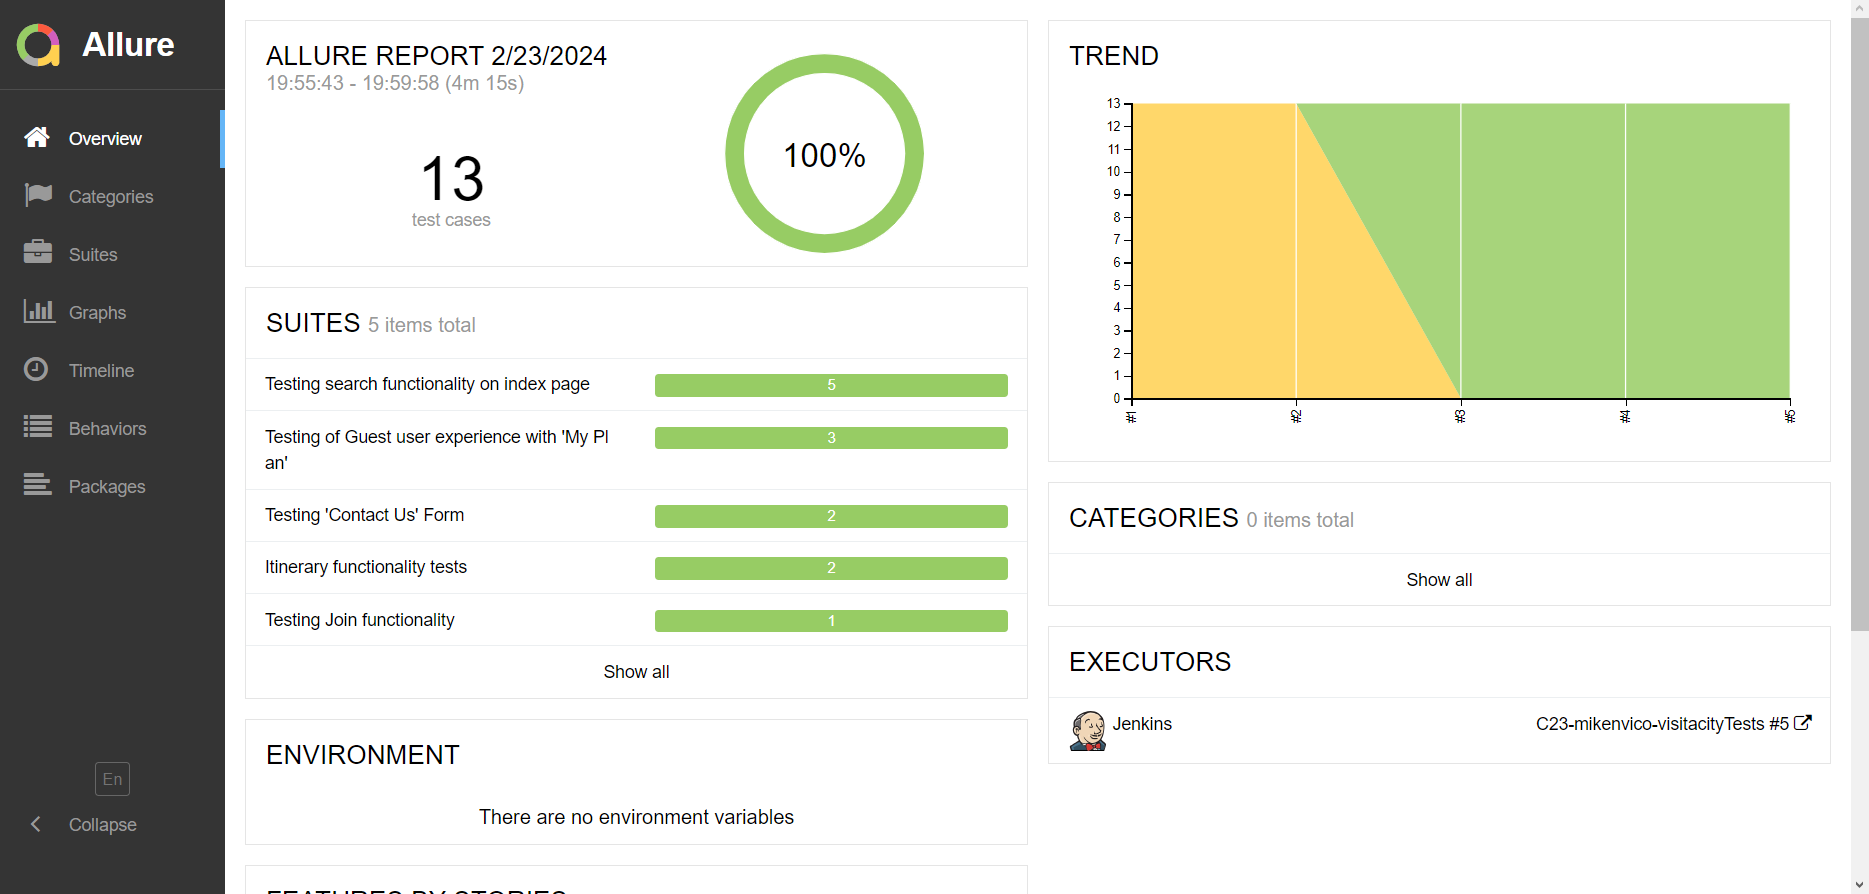 Allure
Overview
Categories
Suites
Graphs
Timeline
Behaviors
Packages
En
Collapse
ALLURE REPORT 2/23/2024
19:55:43 - 19:59:58 (4m 15s)
13
test cases
100%
SUITES 5 items total
Testing search functionality on index page 5
Testing of Guest user experience with 'My Pl
an' 3
Testing 'Contact Us' Form 2
Itinerary functionality tests 2
Testing Join functionality 1
Show all
ENVIRONMENT
There are no environment variables
FEATURES BY STORIES
TREND
13
12
11
10
9
8
7
6
5
4
3
2
1
0
#1 #2 #3 #4 #5
CATEGORIES 0 items total
Show all
EXECUTORS
Jenkins C23-mikenvico-visitacityTests #5